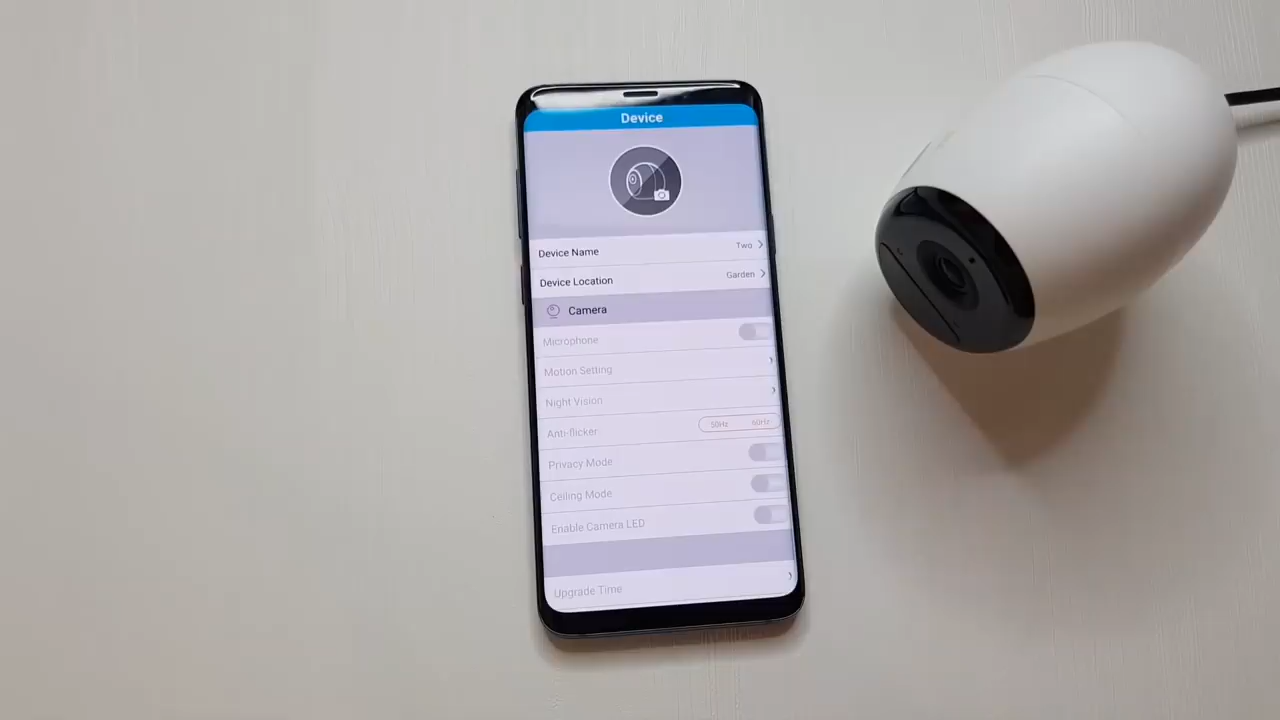 Device
Device Name Two
Device Location Garden
Camera
Microphone
Motion Setting
Night Vision
Anti-flicker 50Hz 60Hz
Privacy Mode
Ceiling Mode
Enable Camera LED
Upgrade Time